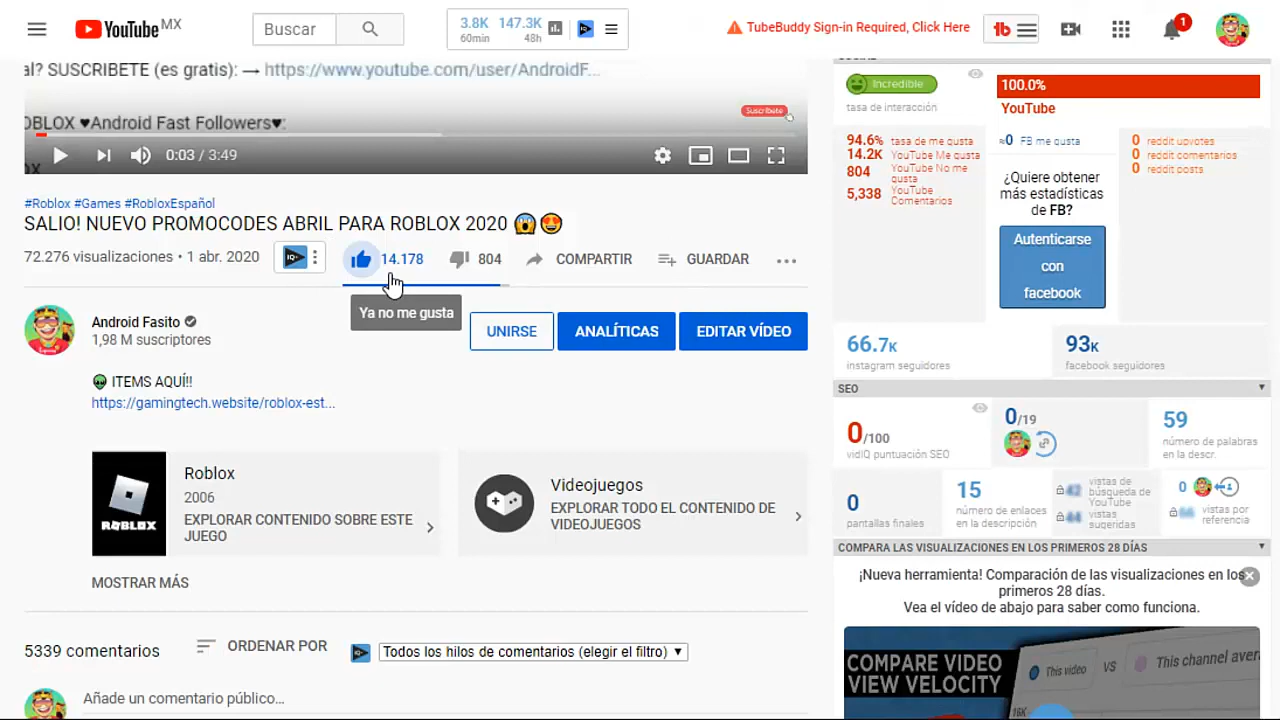 YouTube MX
Buscar
3.8K 147.3K
60min 48h
TubeBuddy Sign-in Required, Click Here
tb
1
al? SUSCRIBETE (es gratis): → https://www.youtube.com/user/AndroidF...
OBLOX ♥Android Fast Followers♥:
Suscríbete
0:03 / 3:49
#Roblox #Games #RobloxEspañol
SALIO! NUEVO PROMOCODES ABRIL PARA ROBLOX 2020 😱😍
72.276 visualizaciones • 1 abr. 2020
14.178
804
COMPARTIR
GUARDAR
...
Ya no me gusta
Android Fasito
1,98 M suscriptores
UNIRSE
ANALÍTICAS
EDITAR VÍDEO
👽 ITEMS AQUÍ!!
https://gamingtech.website/roblox-est...
ROBLOX
Roblox
2006
EXPLORAR CONTENIDO SOBRE ESTE
JUEGO
Videojuegos
EXPLORAR TODO EL CONTENIDO DE
VIDEOJUEGOS
MOSTRAR MÁS
5339 comentarios
ORDENAR POR
Todos los hilos de comentarios (elegir el filtro) ▼
Añade un comentario público...
SOCIAL
Incredible
tasa de interacción
100.0%
YouTube
94.6% tasa de me gusta
14.2K YouTube Me gusta
804 YouTube No me
gusta
5,338 YouTube
Comentarios
≈0 FB me gusta
¿Quiere obtener
más estadísticas
de FB?
Autenticarse
con
facebook
0 reddit upvotes
0 reddit comentarios
0 reddit posts
66.7K
instagram seguidores
93K
facebook seguidores
SEO
0/100
vidIQ puntuación SEO
0/19
59
número de palabras
en la descr.
0
pantallas finales
15
número de enlaces
en la descripción
vistas de
búsqueda de
YouTube
vistas
sugeridas
0
vistas por
referencia
COMPARA LAS VISUALIZACIONES EN LOS PRIMEROS 28 DÍAS
¡Nueva herramienta! Comparación de las visualizaciones en los
primeros 28 días.
Vea el vídeo de abajo para saber como funciona.
COMPARE VIDEO
VIEW VELOCITY
This video
VS
This channel avera
16K